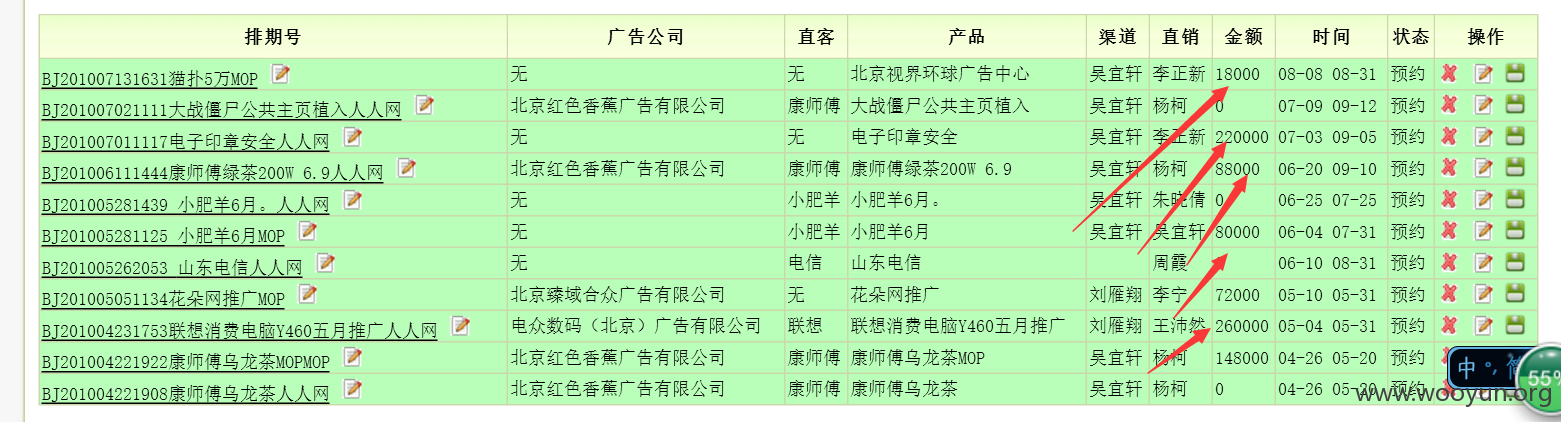 排期号 广告公司 直客 产品 渠道 直销 金额 时间 状态 操作
BJ201007131631猫扑5万MOP 无 无 北京视界环球广告中心 吴宜轩 李正新 18000 08-08 08-31 预约
BJ201007021111大战僵尸公共主页植入人人网 北京红色香蕉广告有限公司 康师傅 大战僵尸公共主页植入 吴宜轩 杨柯 0 07-09 09-12 预约
BJ201007011117电子印章安全人人网 无 无 电子印章安全 吴宜轩 李正新 220000 07-03 09-05 预约
BJ201006111444康师傅绿茶200W 6.9人人网 北京红色香蕉广告有限公司 康师傅 康师傅绿茶200W 6.9 吴宜轩 杨柯 88000 06-20 09-10 预约
BJ201005281439 小肥羊6月。人人网 无 小肥羊 小肥羊6月。 吴宜轩 朱晓倩 0 06-25 07-25 预约
BJ201005281125 小肥羊6月MOP 无 小肥羊 小肥羊6月 吴宜轩 吴宜轩 80000 06-04 07-31 预约
BJ201005262053 山东电信人人网 无 电信 山东电信 周霞 06-10 08-31 预约
BJ201005051134花朵网推广MOP 北京臻域合众广告有限公司 无 花朵网推广 刘雁翔 李宁 72000 05-10 05-31 预约
BJ201004231753联想消费电脑Y460五月推广人人网 电众数码（北京）广告有限公司 联想 联想消费电脑Y460五月推广 刘雁翔 王沛然 260000 05-04 05-31 预约
BJ201004221922康师傅乌龙茶MOPMOP 北京红色香蕉广告有限公司 康师傅 康师傅乌龙茶MOP 吴宜轩 杨柯 148000 04-26 05-20 预约
BJ201004221908康师傅乌龙茶人人网 北京红色香蕉广告有限公司 康师傅 康师傅乌龙茶 吴宜轩 杨柯 0 04-26 05-20 预约
中 °, 简
55%
www.wooyun.org